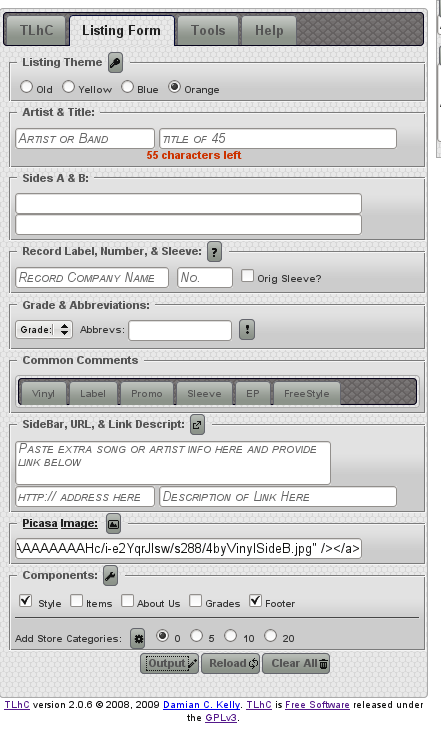 TLhC Listing Form Tools Help
Listing Theme
Old Yellow Blue Orange
Artist & Title:
Artist or Band title of 45
55 characters left
Sides A & B:
Record Label, Number, & Sleeve: ?
Record Company Name No. Orig Sleeve?
Grade & Abbreviations:
Grade: Abbrevs: !
Common Comments
Vinyl Label Promo Sleeve EP FreeStyle
SideBar, URL, & Link Descript:
Paste extra song or artist info here and provide
link below
http:// address here Description of Link Here
Picasa Image:
AAAAAAAAHc/i-e2YqrJlsw/s288/4byVinylSideB.jpg" /></a>
Components:
Style Items About Us Grades Footer
Add Store Categories: 0 5 10 20
Output Reload Clear All
TLhC version 2.0.6 © 2008, 2009 Damian C. Kelly. TLhC is Free Software released under
the GPLv3.